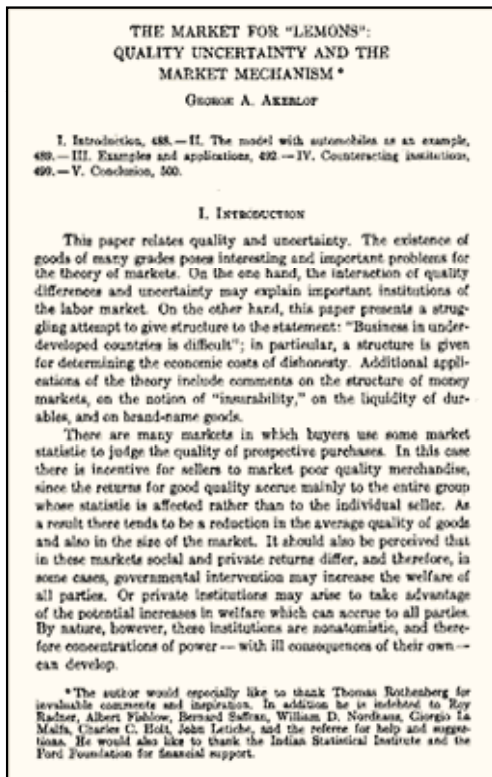 THE MARKET FOR "LEMONS":
QUALITY UNCERTAINTY AND THE
MARKET MECHANISM *
GEORGE A. AKERLOF
I. Introduction, 488.—II. The model with automobiles as an example,
489.—III. Examples and applications, 492.—IV. Counteracting institutions,
499.—V. Conclusion, 500.
I. INTRODUCTION
This paper relates quality and uncertainty. The existence of
goods of many grades poses interesting and important problems for
the theory of markets. On the one hand, the interaction of quality
differences and uncertainty may explain important institutions of
the labor market. On the other hand, this paper presents a strug-
gling attempt to give structure to the statement: "Business in under-
developed countries is difficult"; in particular, a structure is given
for determining the economic costs of dishonesty. Additional appli-
cations of the theory include comments on the structure of money
markets, on the notion of "insurability," on the liquidity of dur-
ables, and on brand-name goods.
There are many markets in which buyers use some market
statistic to judge the quality of prospective purchases. In this case
there is incentive for sellers to market poor quality merchandise,
since the returns for good quality accrue mainly to the entire group
whose statistic is affected rather than to the individual seller. As
a result there tends to be a reduction in the average quality of goods
and also in the size of the market. It should also be perceived that
in these markets social and private returns differ, and therefore, in
some cases, governmental intervention may increase the welfare of
all parties. Or private institutions may arise to take advantage
of the potential increases in welfare which can accrue to all parties.
By nature, however, these institutions are nonatomistic, and there-
fore concentrations of power — with ill consequences of their own —
can develop.
* The author would especially like to thank Thomas Rothenberg for
invaluable comments and inspiration. In addition he is indebted to Roy
Radner, Albert Fishlow, Bernard Saffran, William D. Nordhaus, Giorgio La
Malfa, Charles C. Holt, John Letiche, and the referee for help and sugges-
tions. He would also like to thank the Indian Statistical Institute and the
Ford Foundation for financial support.